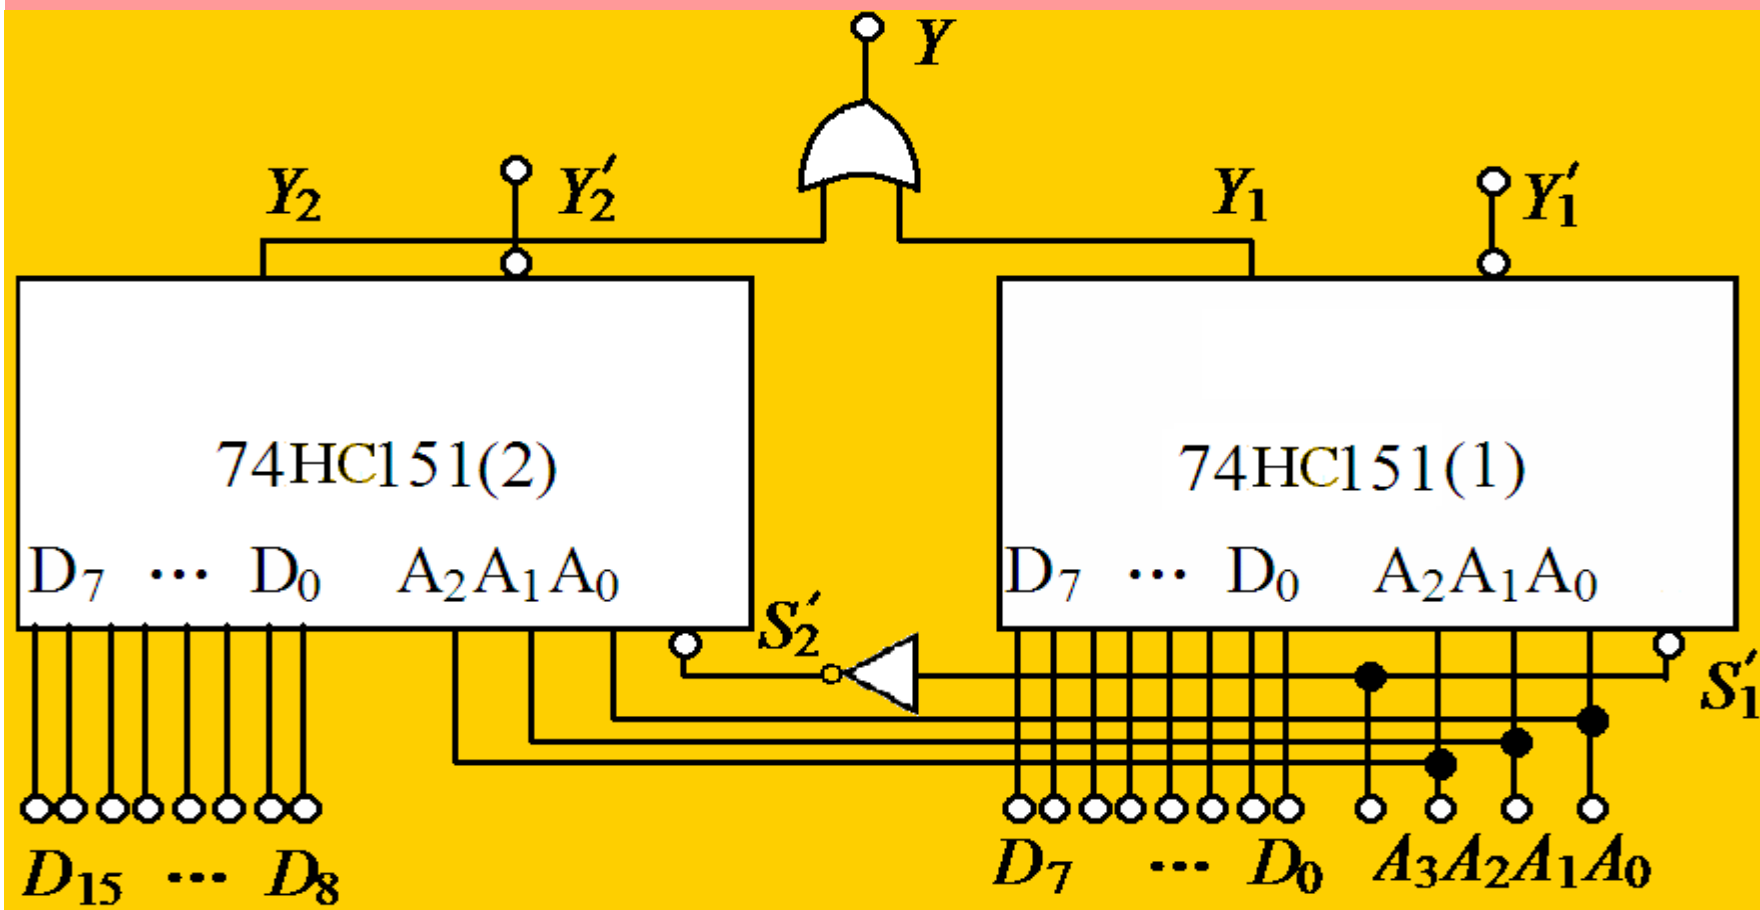 Y
Y₂ Y₂′ Y₁ Y₁′
74HC151(2) 74HC151(1)
D₇ ··· D₀ A₂A₁A₀ D₇ ··· D₀ A₂A₁A₀
S₂′ S₁′
D₁₅ ··· D₈ D₇ ··· D₀ A₃A₂A₁A₀